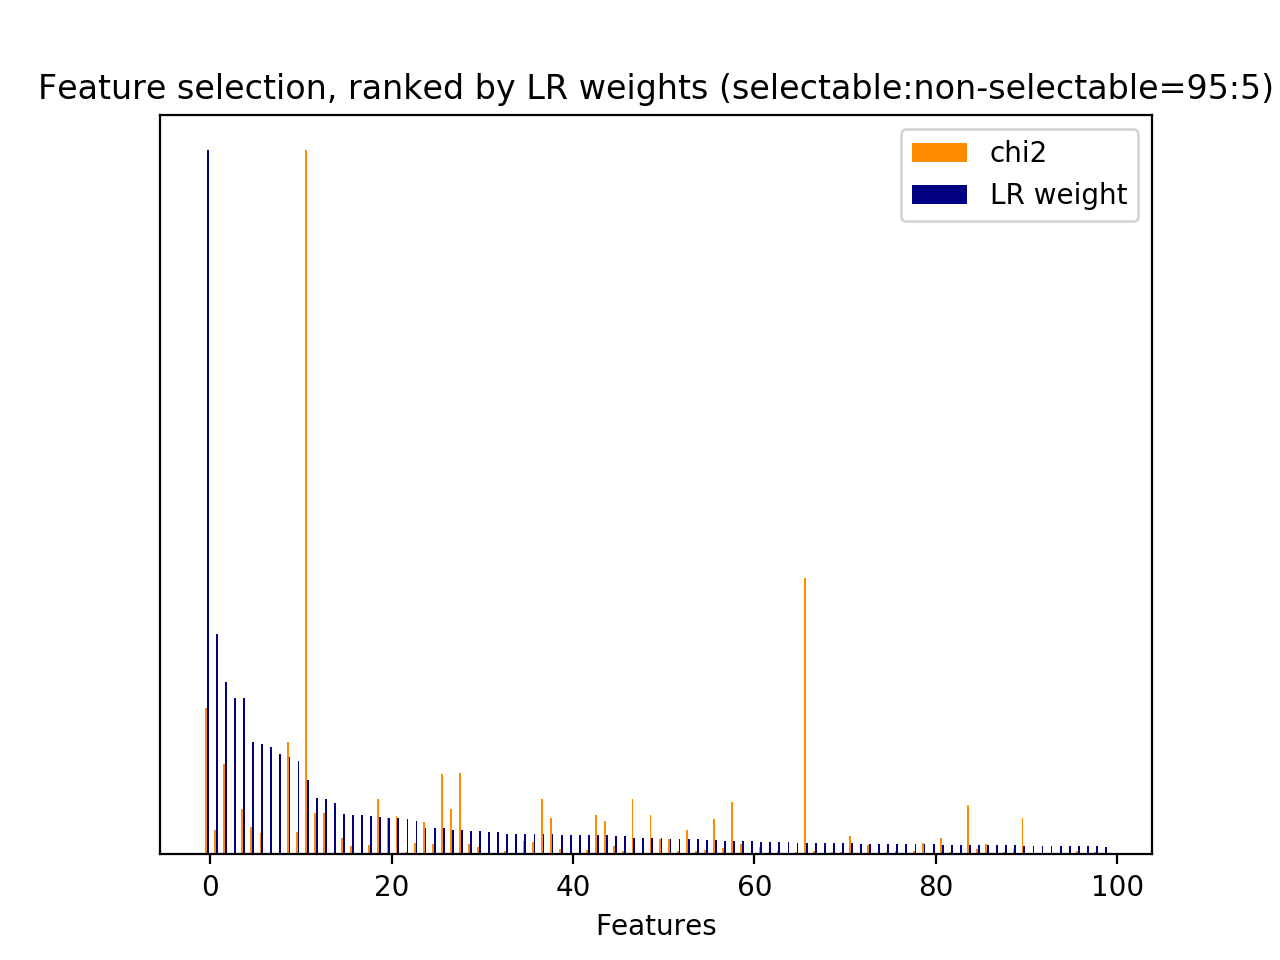 Feature selection, ranked by LR weights (selectable:non-selectable=95:5)
chi2
LR weight
0 20 40 60 80 100
Features